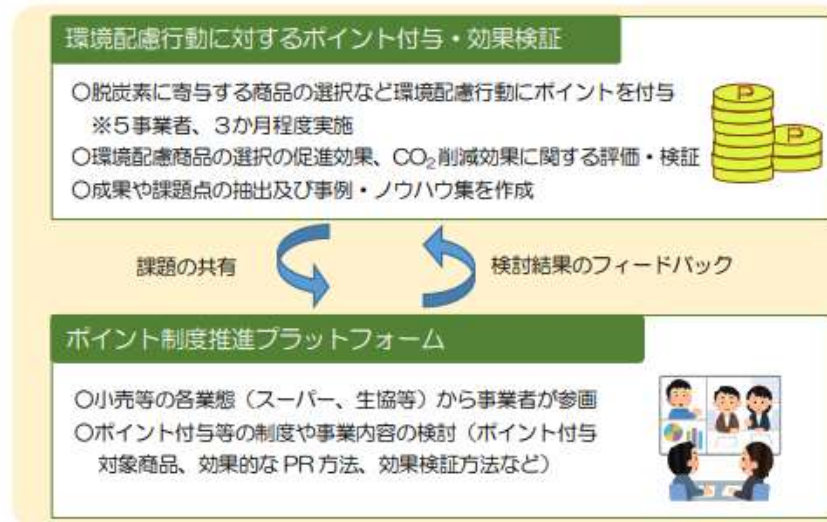 環境配慮行動に対するポイント付与・効果検証
〇脱炭素に寄与する商品の選択など環境配慮行動にポイントを付与
※5事業者、3か月程度実施
〇環境配慮商品の選択の促進効果、CO₂削減効果に関する評価・検証
〇成果や課題点の抽出及び事例・ノウハウ集を作成
P
P
課題の共有
検討結果のフィードバック
ポイント制度推進プラットフォーム
〇小売等の各業態（スーパー、生協等）から事業者が参画
〇ポイント付与等の制度や事業内容の検討（ポイント付与
対象商品、効果的な PR 方法、効果検証方法など）